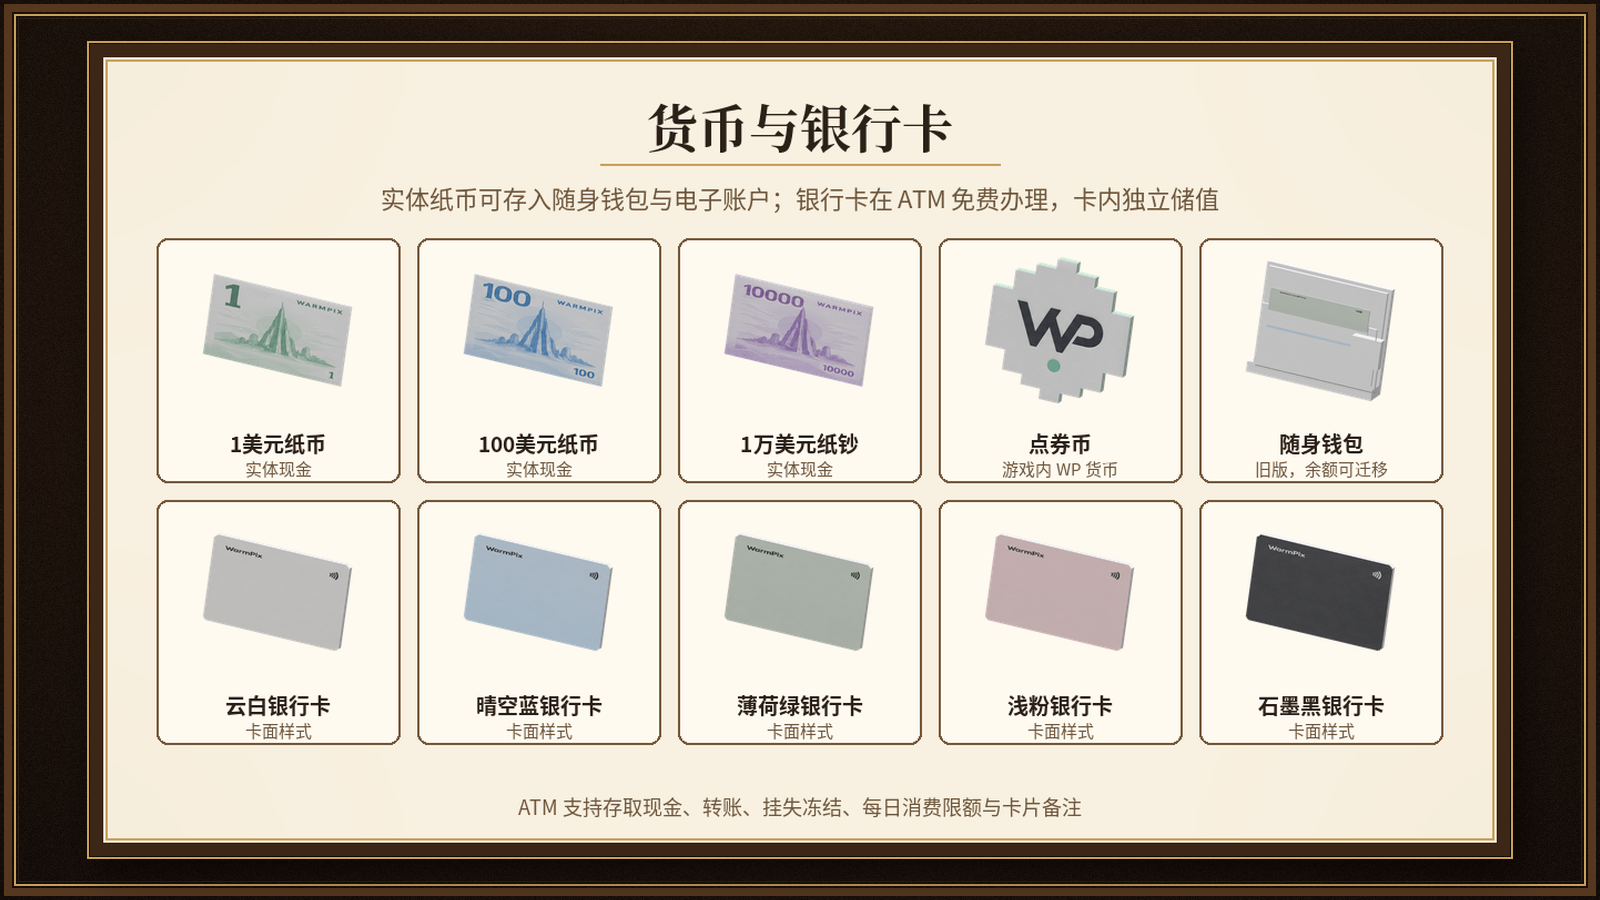 货币与银行卡
实体纸币可存入随身钱包与电子账户；银行卡在 ATM 免费办理，卡内独立储值
1 WARMPIX
1
100 WARMPIX
100
10000 WARMPIX
10000
WP
1美元纸币
实体现金
100美元纸币
实体现金
1万美元纸钞
实体现金
点券币
游戏内 WP 货币
随身钱包
旧版，余额可迁移
WarmPix
WarmPix
WarmPix
WarmPix
WarmPix
云白银行卡
卡面样式
晴空蓝银行卡
卡面样式
薄荷绿银行卡
卡面样式
浅粉银行卡
卡面样式
石墨黑银行卡
卡面样式
ATM 支持存取现金、转账、挂失冻结、每日消费限额与卡片备注